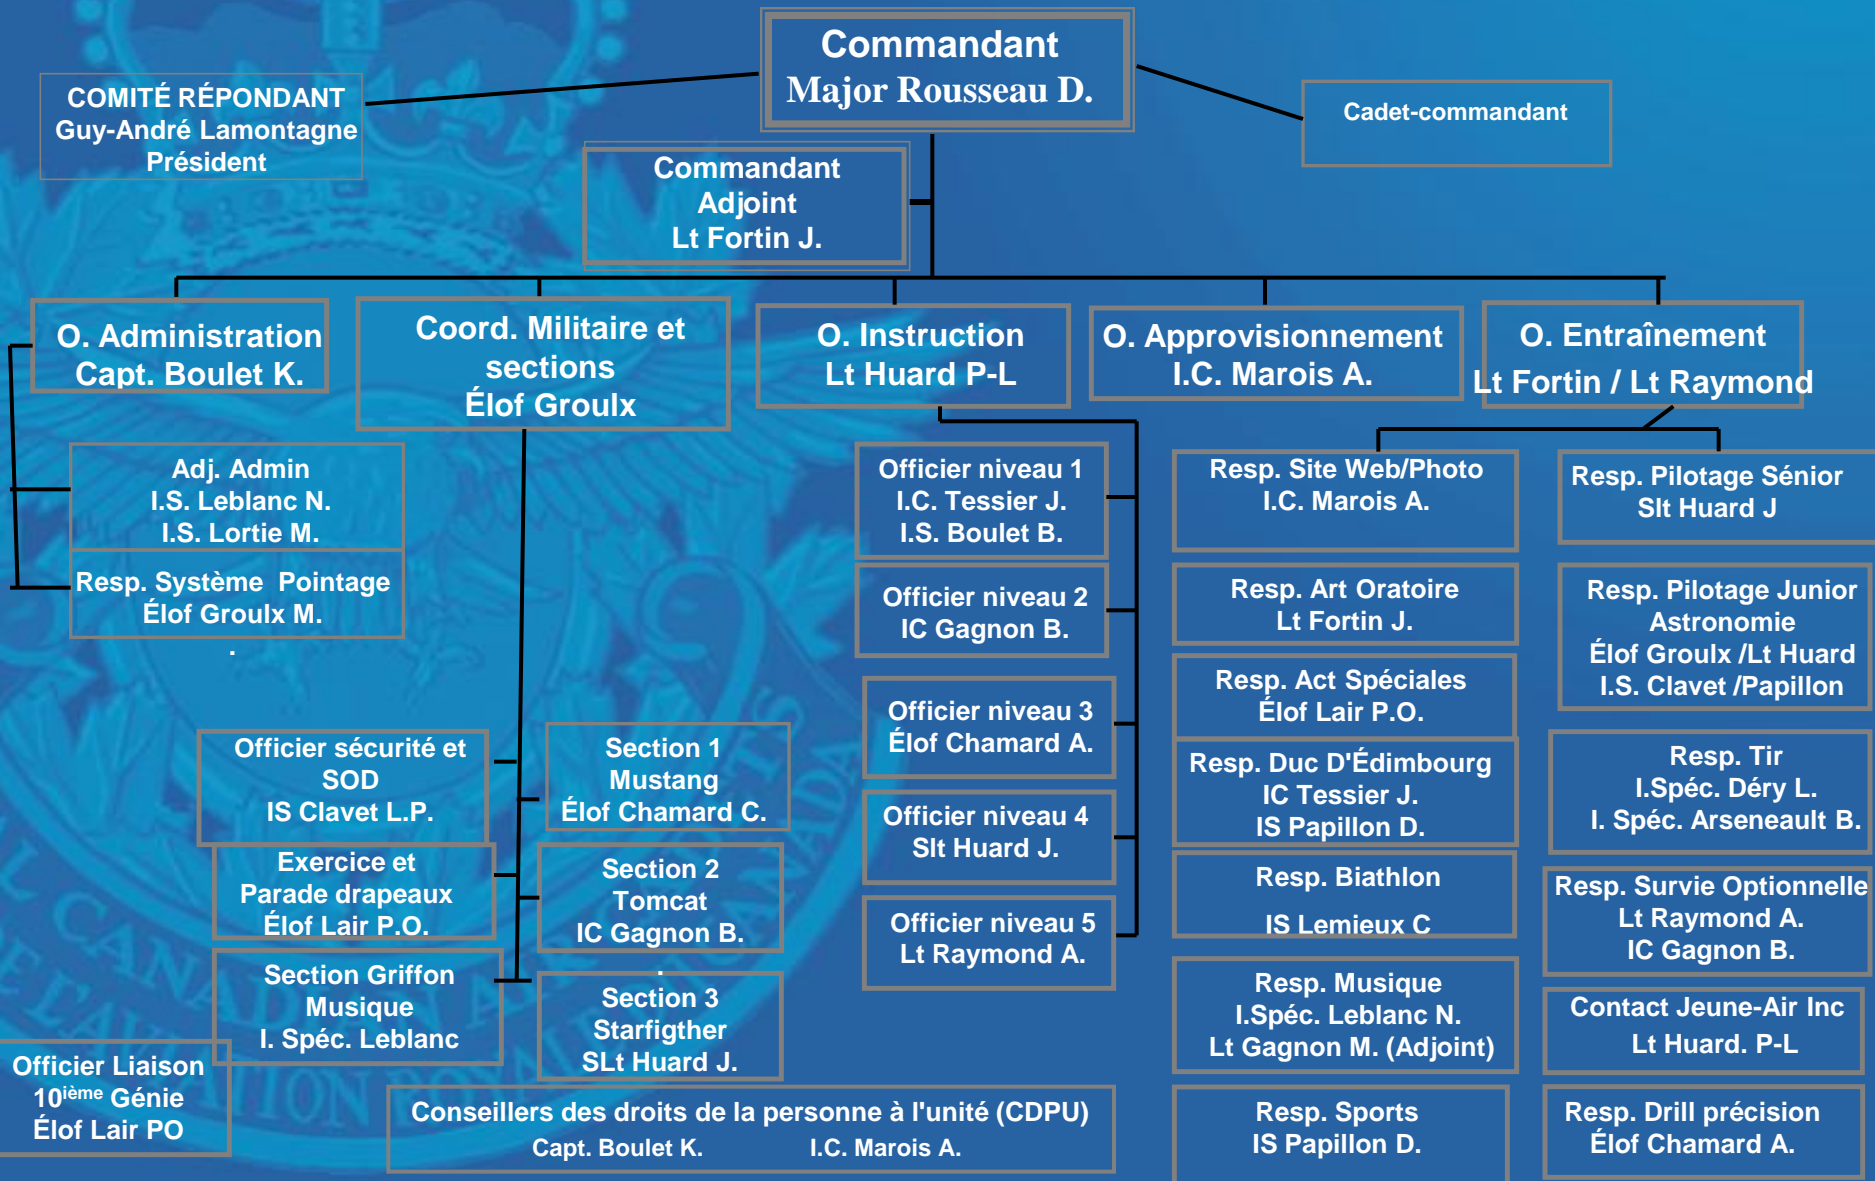 Commandant
Major Rousseau D.
COMITÉ RÉPONDANT
Guy-André Lamontagne
Président
Cadet-commandant
Commandant
Adjoint
Lt Fortin J.
O. Administration
Capt. Boulet K.
Coord. Militaire et
sections
Élof Groulx
O. Instruction
Lt Huard P-L
O. Approvisionnement
I.C. Marois A.
O. Entraînement
Lt Fortin / Lt Raymond
Adj. Admin
I.S. Leblanc N.
I.S. Lortie M.
Resp. Système Pointage
Élof Groulx M.
.
Officier sécurité et
SOD
IS Clavet L.P.
Exercice et
Parade drapeaux
Élof Lair P.O.
Section Griffon
Musique
I. Spéc. Leblanc
Section 1
Mustang
Élof Chamard C.
Section 2
Tomcat
IC Gagnon B.
.
Section 3
Starfigther
SLt Huard J.
Officier niveau 1
I.C. Tessier J.
I.S. Boulet B.
Officier niveau 2
IC Gagnon B.
Officier niveau 3
Élof Chamard A.
Officier niveau 4
Slt Huard J.
Officier niveau 5
Lt Raymond A.
Resp. Site Web/Photo
I.C. Marois A.
Resp. Art Oratoire
Lt Fortin J.
Resp. Act Spéciales
Élof Lair P.O.
Resp. Duc D'Édimbourg
IC Tessier J.
IS Papillon D.
Resp. Biathlon
IS Lemieux C
Resp. Musique
I.Spéc. Leblanc N.
Lt Gagnon M. (Adjoint)
Resp. Sports
IS Papillon D.
Resp. Pilotage Sénior
Slt Huard J
Resp. Pilotage Junior
Astronomie
Élof Groulx /Lt Huard
I.S. Clavet /Papillon
Resp. Tir
I.Spéc. Déry L.
I. Spéc. Arseneault B.
Resp. Survie Optionnelle
Lt Raymond A.
IC Gagnon B.
Contact Jeune-Air Inc
Lt Huard. P-L
Resp. Drill précision
Élof Chamard A.
Officier Liaison
10ième Génie
Élof Lair PO
Conseillers des droits de la personne à l'unité (CDPU)
Capt. Boulet K. I.C. Marois A.